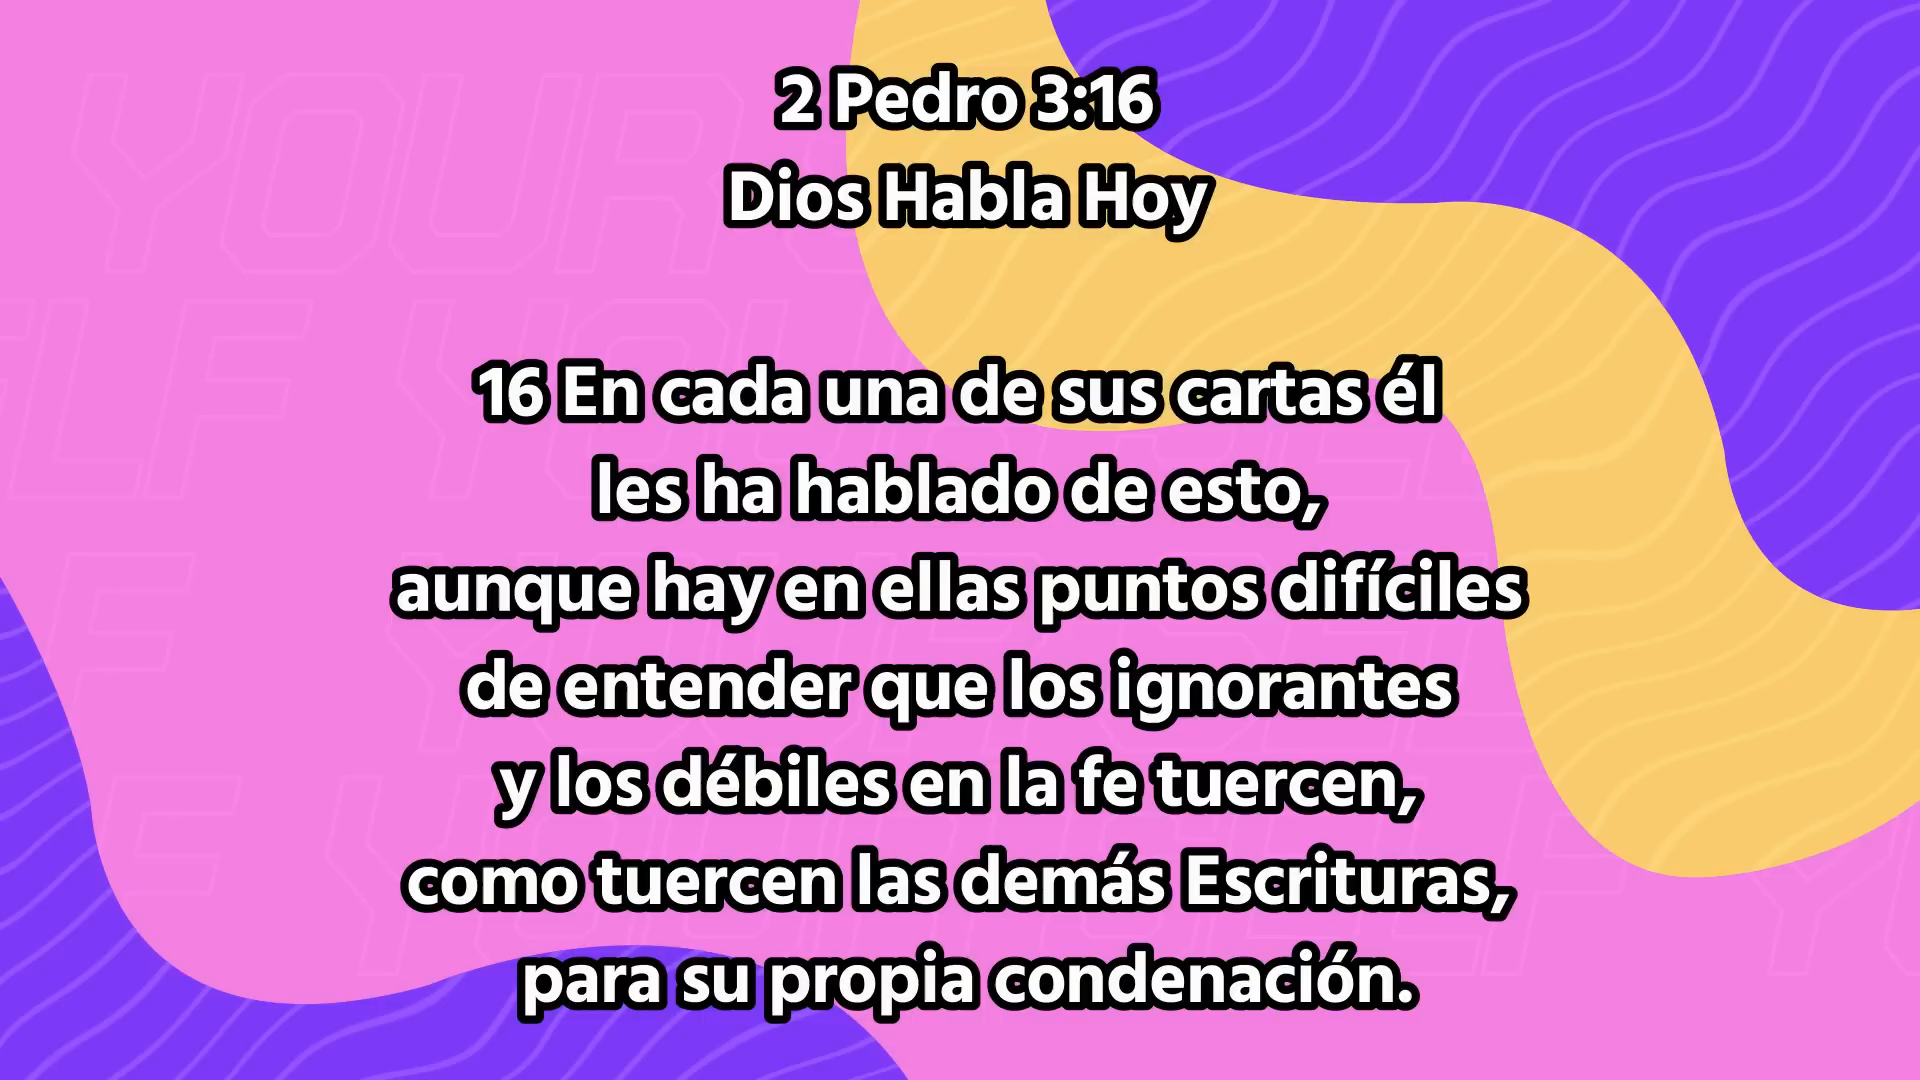 2 Pedro 3:16
Dios Habla Hoy
16 En cada una de sus cartas él
les ha hablado de esto,
aunque hay en ellas puntos difíciles
de entender que los ignorantes
y los débiles en la fe tuercen,
como tuercen las demás Escrituras,
para su propia condenación.